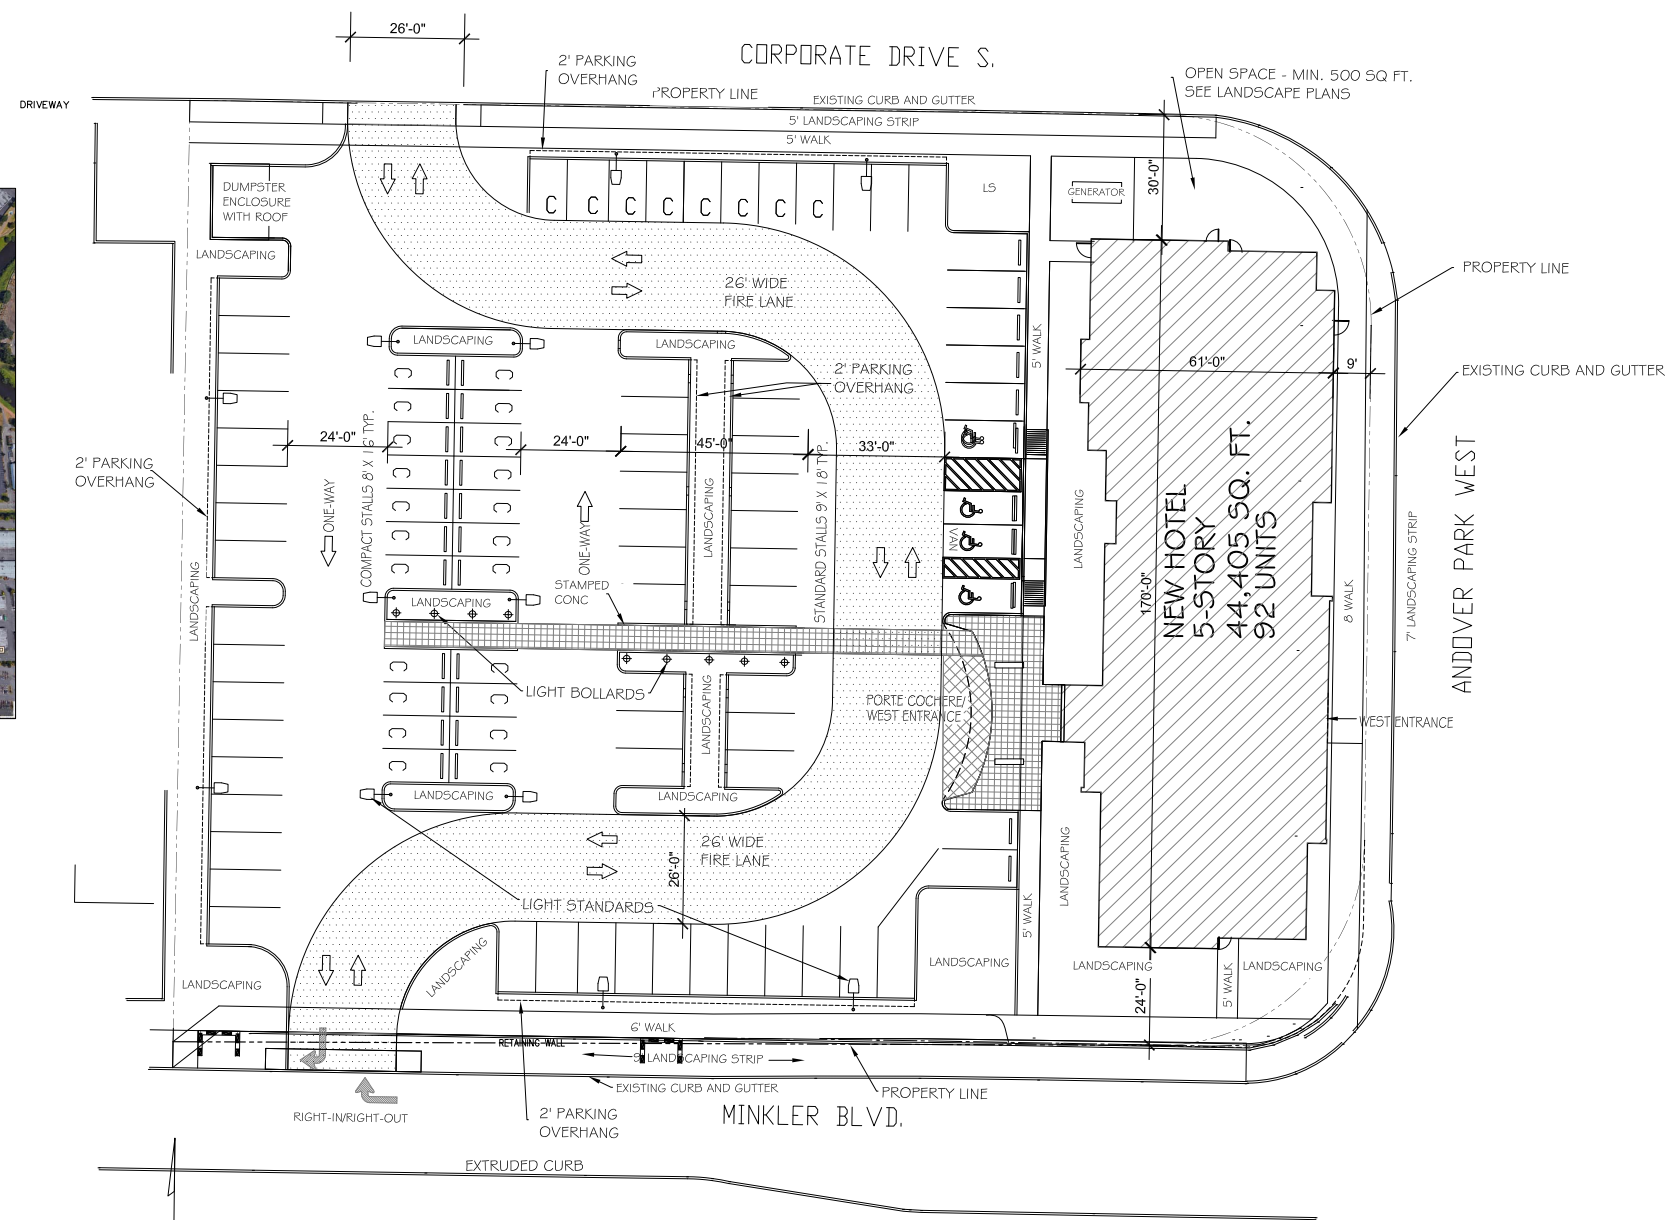 26'-0"
CORPORATE DRIVE S.
2' PARKING
OVERHANG
OPEN SPACE - MIN. 500 SQ FT.
SEE LANDSCAPE PLANS
DRIVEWAY
PROPERTY LINE
EXISTING CURB AND GUTTER
5' LANDSCAPING STRIP
5' WALK
DUMPSTER
ENCLOSURE
WITH ROOF
LS
GENERATOR
30'-0"
C C C C C C C C
LANDSCAPING
26' WIDE
FIRE LANE
PROPERTY LINE
LANDSCAPING
LANDSCAPING
5' WALK
61'-0"
9'
2' PARKING
OVERHANG
EXISTING CURB AND GUTTER
C C
C C
C C
C C
C C
C C
C C
24'-0"
24'-0"
45'-0"
33'-0"
2' PARKING
OVERHANG
ONE-WAY
COMPACT STALLS 8' X 16' TYP.
ONE-WAY
LANDSCAPING
STANDARD STALLS 9' X 18' TYP.
VAN
LANDSCAPING
170'-0"
NEW HOTEL
5-STORY
44,405 SQ. FT.
92 UNITS
8' WALK
7' LANDSCAPING STRIP
ANDOVER PARK WEST
LANDSCAPING
STAMPED
CONC
LANDSCAPING
LIGHT BOLLARDS
C C
C C
C C
C C
LANDSCAPING
PORTE COCHERE/
WEST ENTRANCE
WEST ENTRANCE
LANDSCAPING
LANDSCAPING
26' WIDE
FIRE LANE
26'-0"
LANDSCAPING
LIGHT STANDARDS
5' WALK
LANDSCAPING
LANDSCAPING
LANDSCAPING
LANDSCAPING
5' WALK
LANDSCAPING
24'-0"
6' WALK
RETAINING WALL
9' LANDSCAPING STRIP
EXISTING CURB AND GUTTER
PROPERTY LINE
RIGHT-IN/RIGHT-OUT
2' PARKING
OVERHANG
MINKLER BLVD.
EXTRUDED CURB